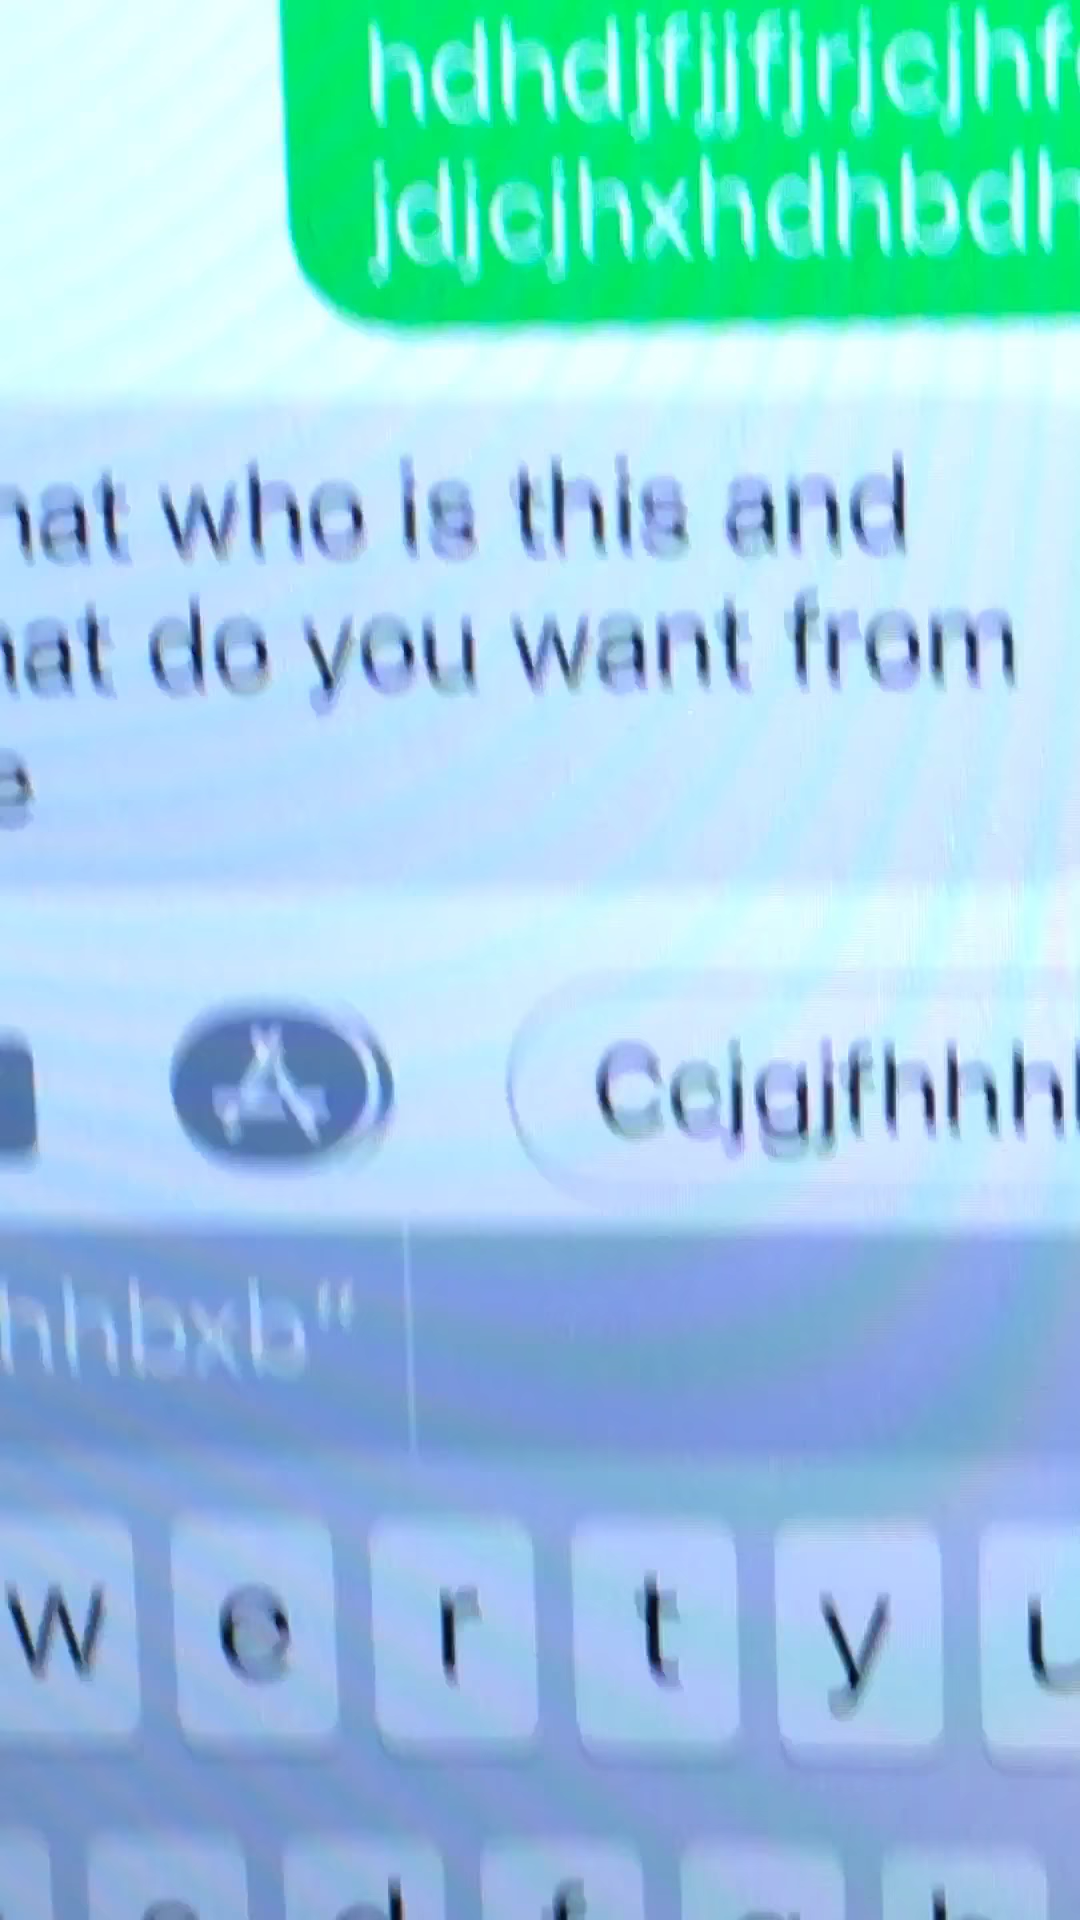 hdhdjfjjfjrjcjhf
jdjcjhxhdhbdh
hat who is this and
hat do you want from
e
Ccjgjfhhh
hhbxb"
w e r t y u
d f g h